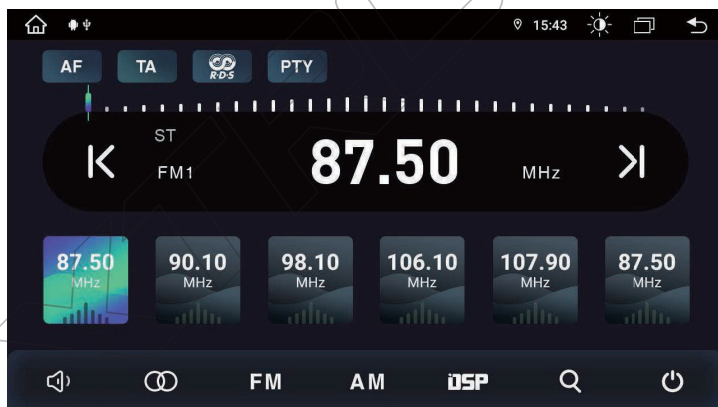 15:43
AF TA R·D·S PTY
ST
FM1 87.50 MHz
87.50 90.10 98.10 106.10 107.90 87.50
MHz MHz MHz MHz MHz MHz
FM AM DSP